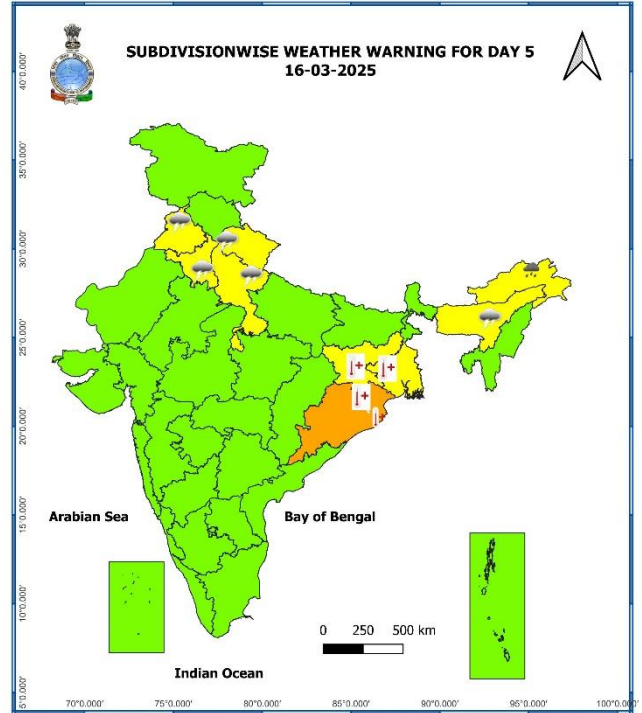 SUBDIVISIONWISE WEATHER WARNING FOR DAY 5
16-03-2025
40°0.000'
35°0.000'
30°0.000'
25°0.000'
20°0.000'
15°0.000'
10°0.000'
5°0.000'
Arabian Sea
Bay of Bengal
0 250 500 km
Indian Ocean
70°0.000' 75°0.000' 80°0.000' 85°0.000' 90°0.000' 95°0.000' 100°0.000'